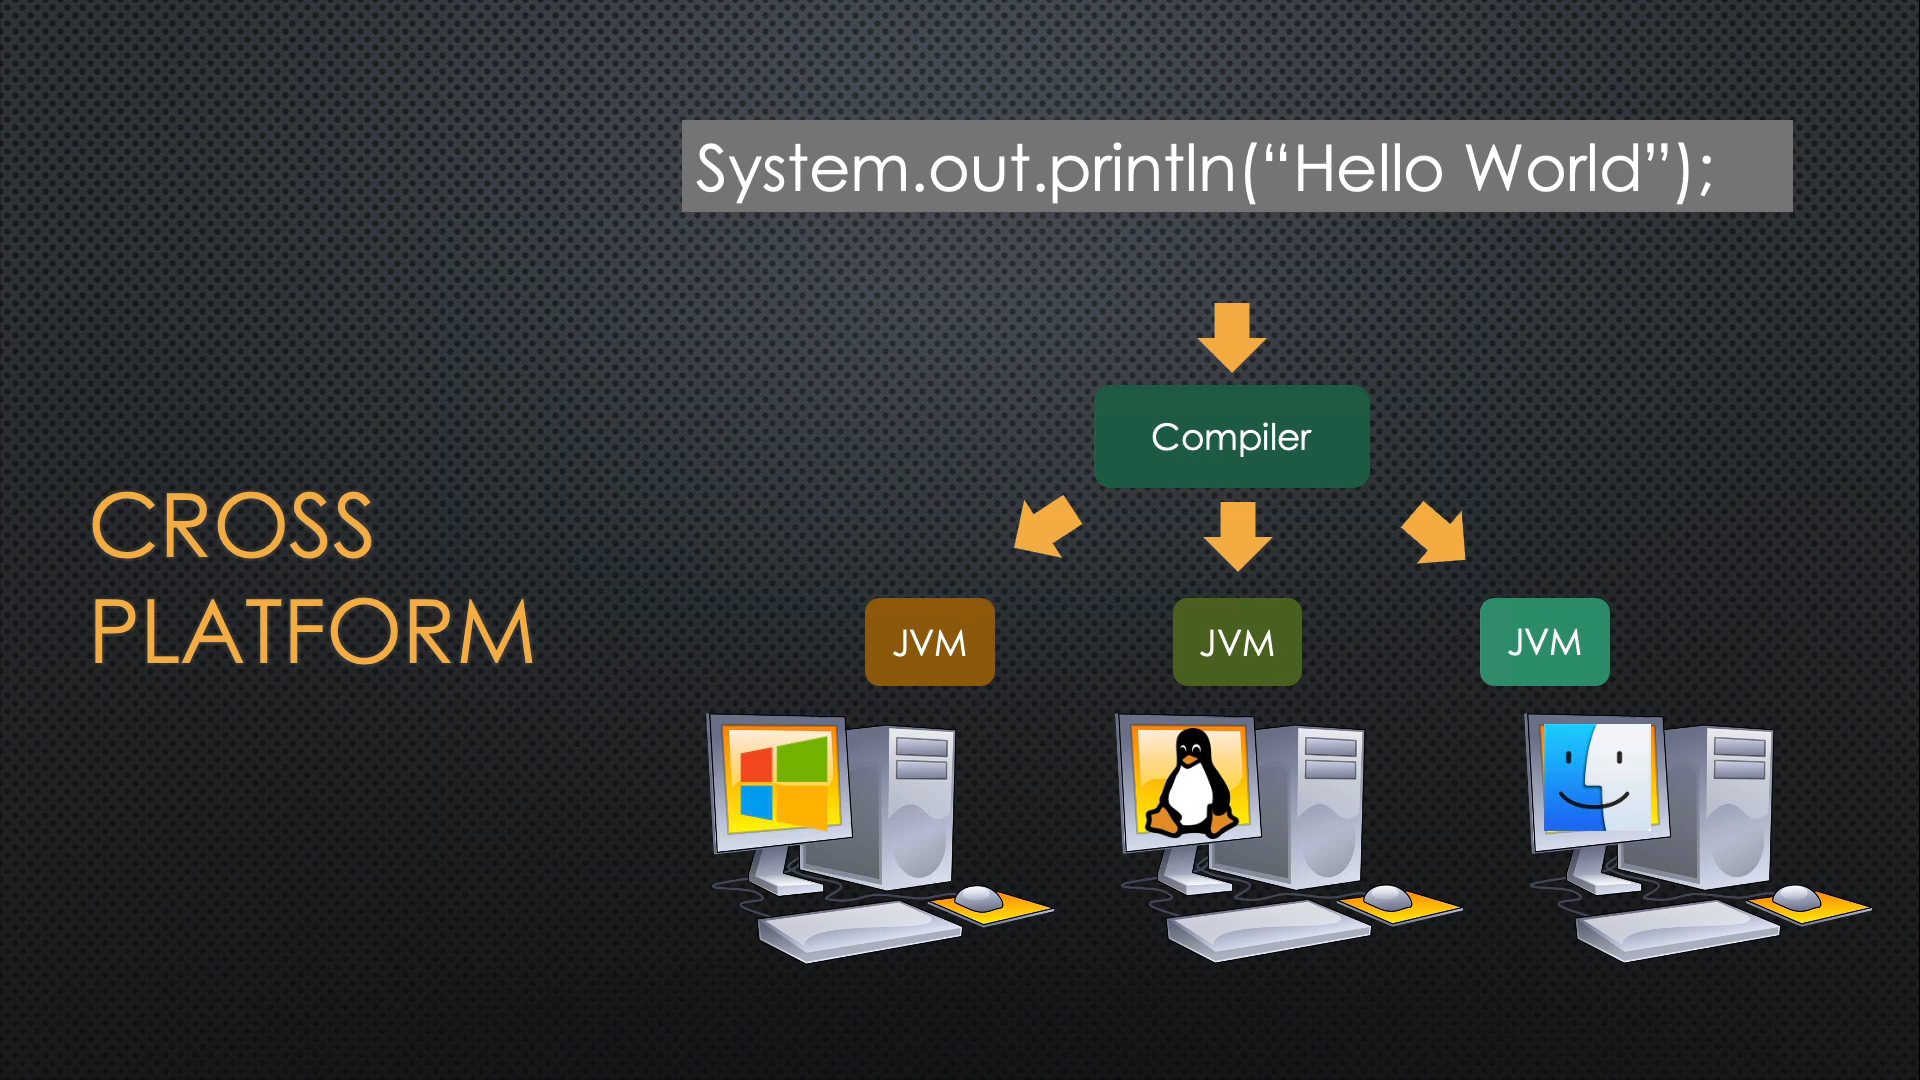 System.out.println(“Hello World”);
Compiler
CROSS
PLATFORM
JVM
JVM
JVM